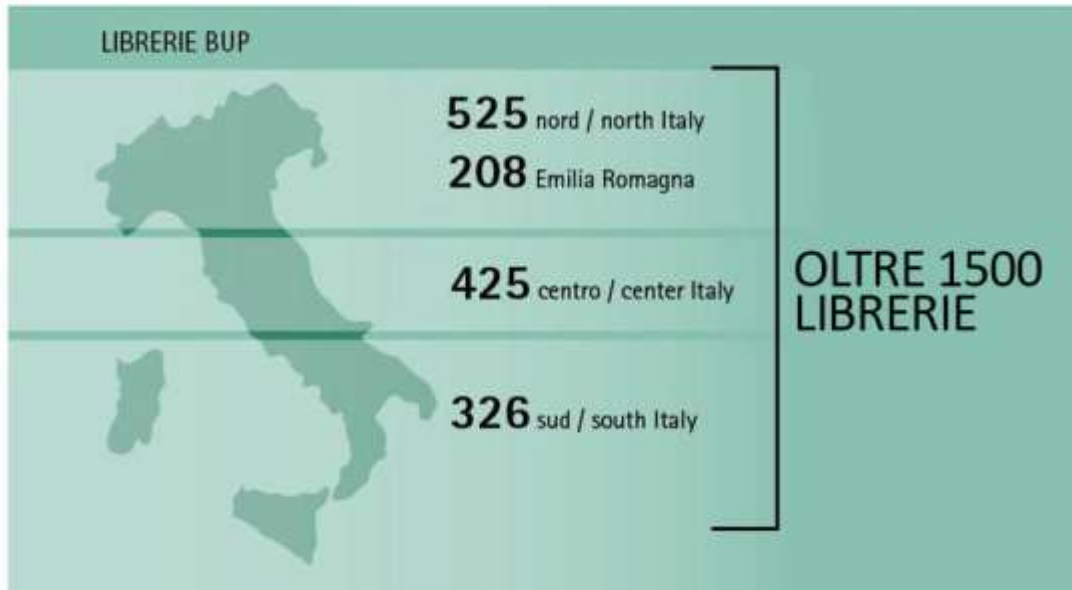 LIBRERIE BUP
525 nord / north Italy
208 Emilia Romagna
425 centro / center Italy
326 sud / south Italy
OLTRE 1500
LIBRERIE